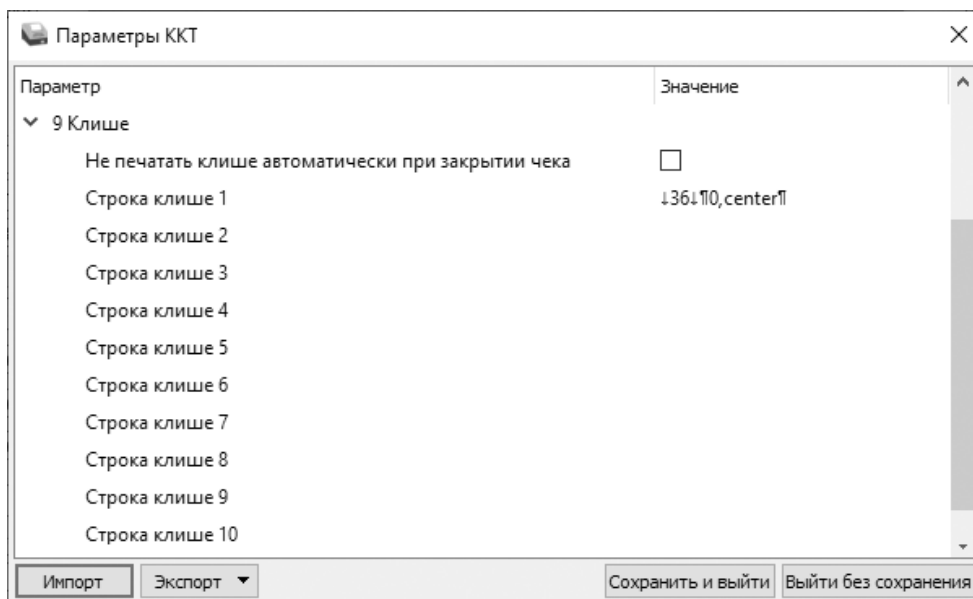 Параметры ККТ
Параметр Значение
9 Клише
Не печатать клише автоматически при закрытии чека
Строка клише 1 ↓36↓¶0,center¶
Строка клише 2
Строка клише 3
Строка клише 4
Строка клише 5
Строка клише 6
Строка клише 7
Строка клише 8
Строка клише 9
Строка клише 10
Импорт Экспорт Сохранить и выйти Выйти без сохранения